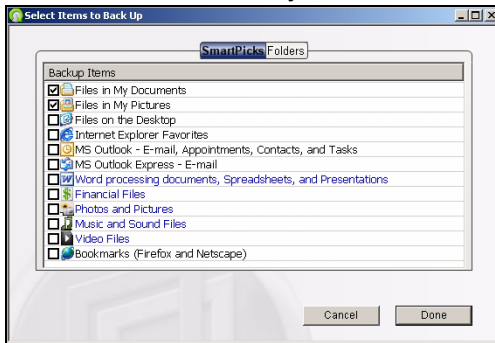 Select Items to Back Up
SmartPicks Folders
Backup Items
Files in My Documents
Files in My Pictures
Files on the Desktop
Internet Explorer Favorites
MS Outlook - E-mail, Appointments, Contacts, and Tasks
MS Outlook Express - E-mail
Word processing documents, Spreadsheets, and Presentations
Financial Files
Photos and Pictures
Music and Sound Files
Video Files
Bookmarks (Firefox and Netscape)
Cancel Done